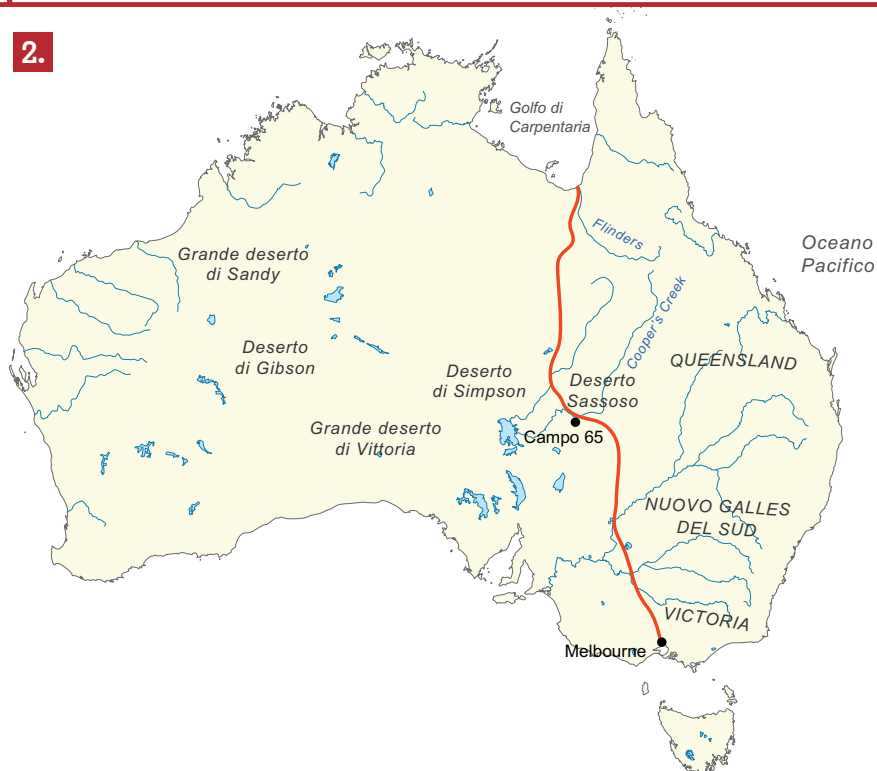 2.
Golfo di
Carpentaria
Flinders
Oceano
Pacifico
Grande deserto
di Sandy
Cooper's Creek
Deserto
di Gibson
Deserto
di Simpson
Deserto
Sassoso
QUEENSLAND
Grande deserto
di Vittoria
Campo 65
NUOVO GALLES
DEL SUD
VICTORIA
Melbourne